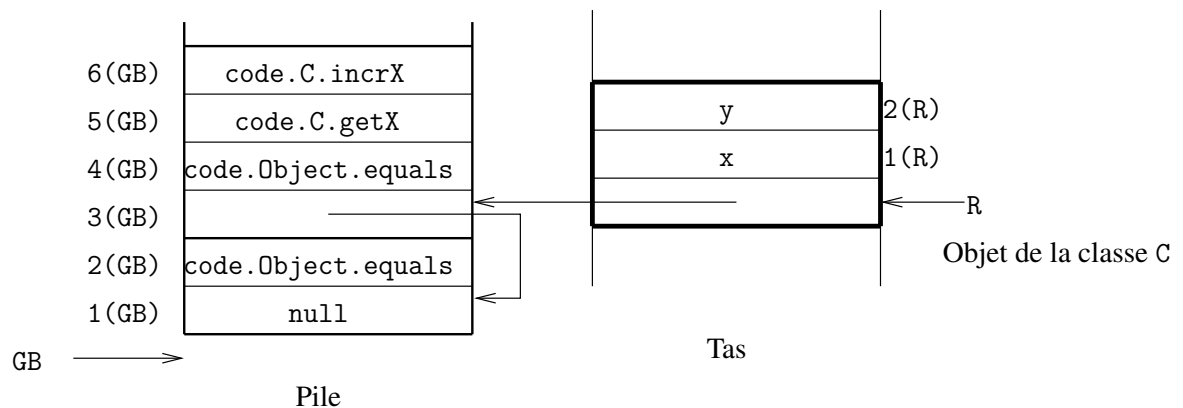 6(GB) code.C.incrX
5(GB) code.C.getX
4(GB) code.Object.equals
3(GB)
2(GB) code.Object.equals
1(GB) null
GB
Pile
y 2(R)
x 1(R)
R
Objet de la classe C
Tas